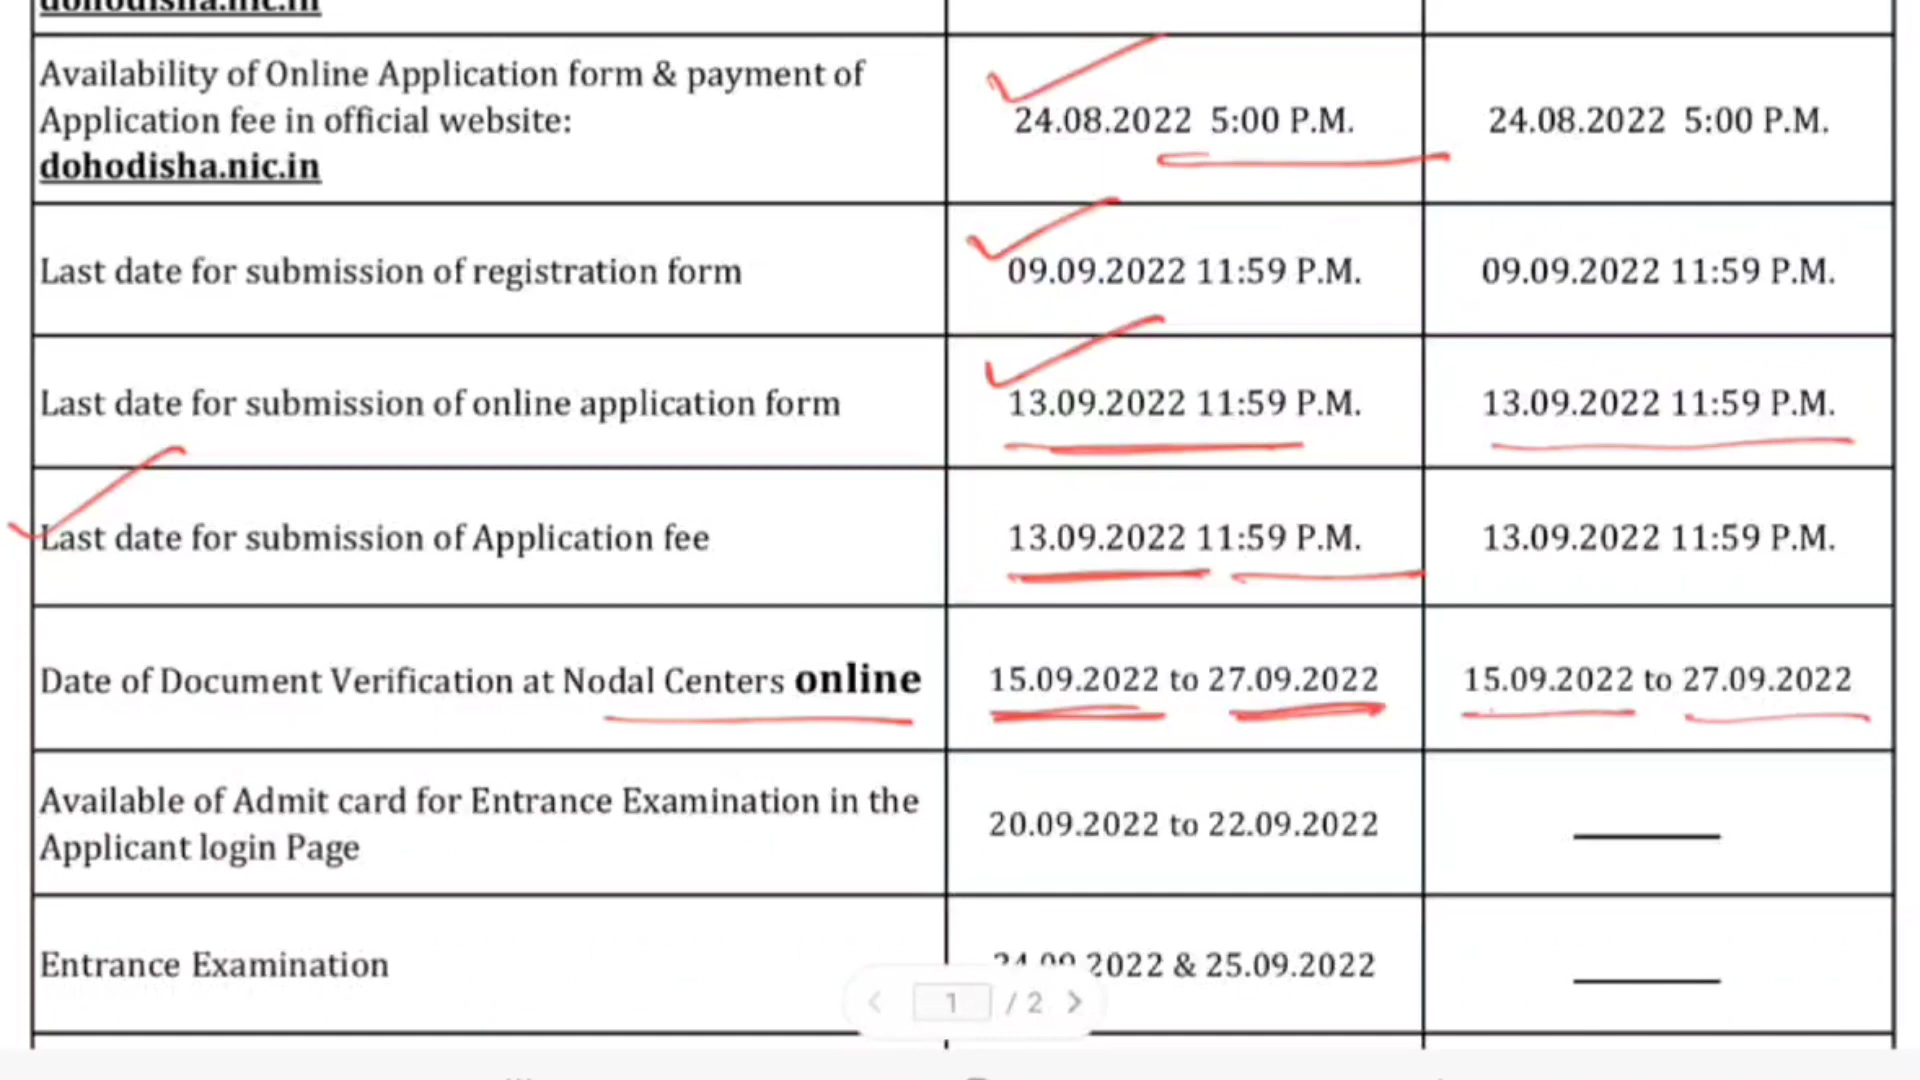 dohodisha.nic.in
Availability of Online Application form & payment of
Application fee in official website:
dohodisha.nic.in
24.08.2022 5:00 P.M.
24.08.2022 5:00 P.M.
Last date for submission of registration form
09.09.2022 11:59 P.M.
09.09.2022 11:59 P.M.
Last date for submission of online application form
13.09.2022 11:59 P.M.
13.09.2022 11:59 P.M.
Last date for submission of Application fee
13.09.2022 11:59 P.M.
13.09.2022 11:59 P.M.
Date of Document Verification at Nodal Centers online
15.09.2022 to 27.09.2022
15.09.2022 to 27.09.2022
Available of Admit card for Entrance Examination in the
Applicant login Page
20.09.2022 to 22.09.2022
Entrance Examination
24.09.2022 & 25.09.2022
1 / 2